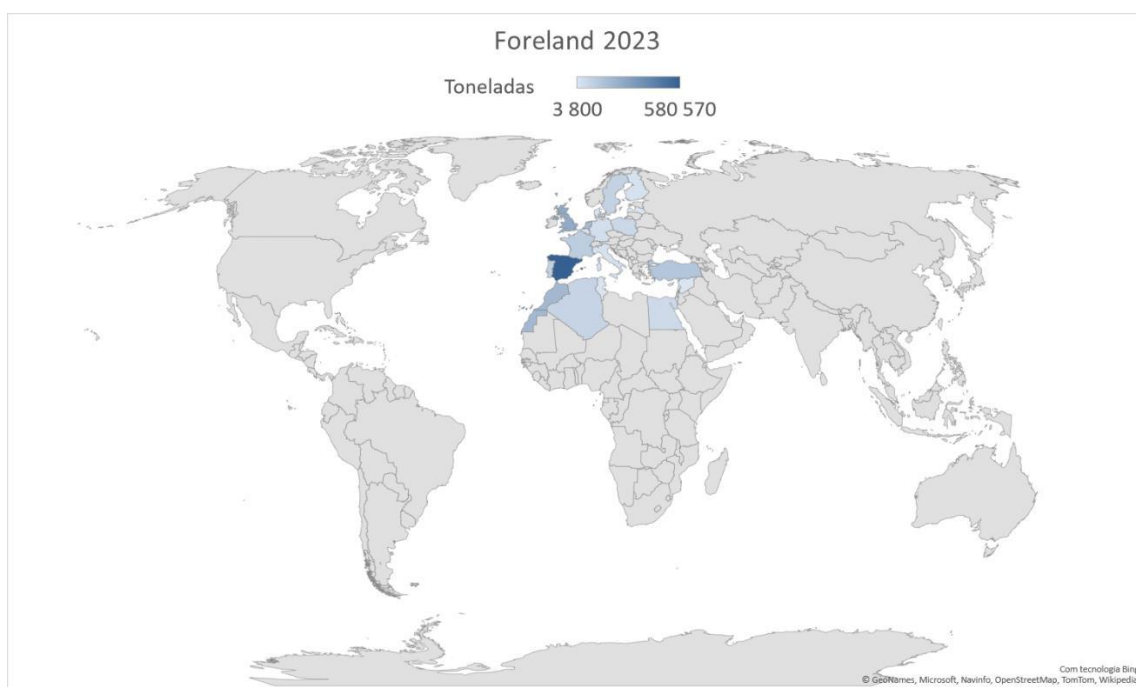 Foreland 2023
Toneladas
3 800 580 570
Com tecnologia Bing
© GeoNames, Microsoft, Navinfo, OpenStreetMap, TomTom, Wikipedia